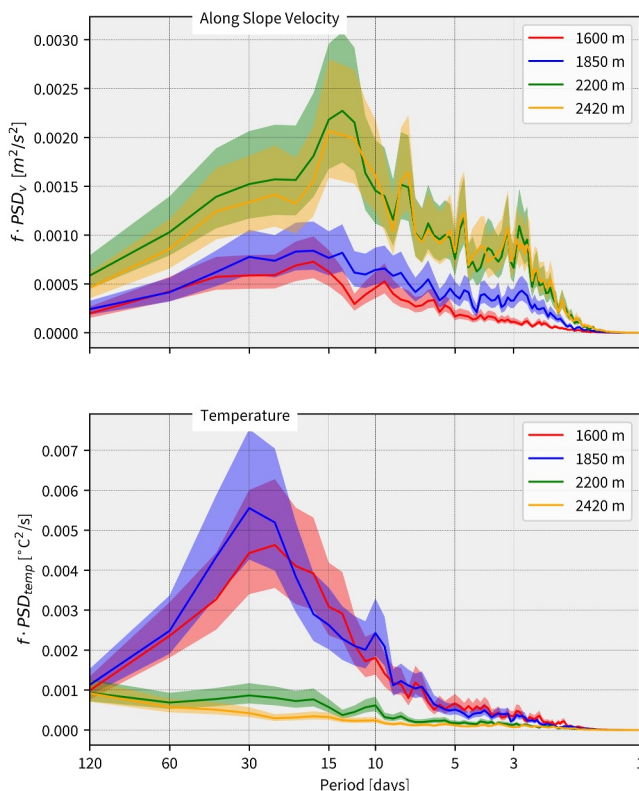 Along Slope Velocity
f · PSD_v [m²/s²]
0.0030
0.0025
0.0020
0.0015
0.0010
0.0005
0.0000
1600 m
1850 m
2200 m
2420 m
Temperature
f · PSD_temp [°C²/s]
0.007
0.006
0.005
0.004
0.003
0.002
0.001
0.000
1600 m
1850 m
2200 m
2420 m
120 60 30 15 10 5 3 1
Period [days]